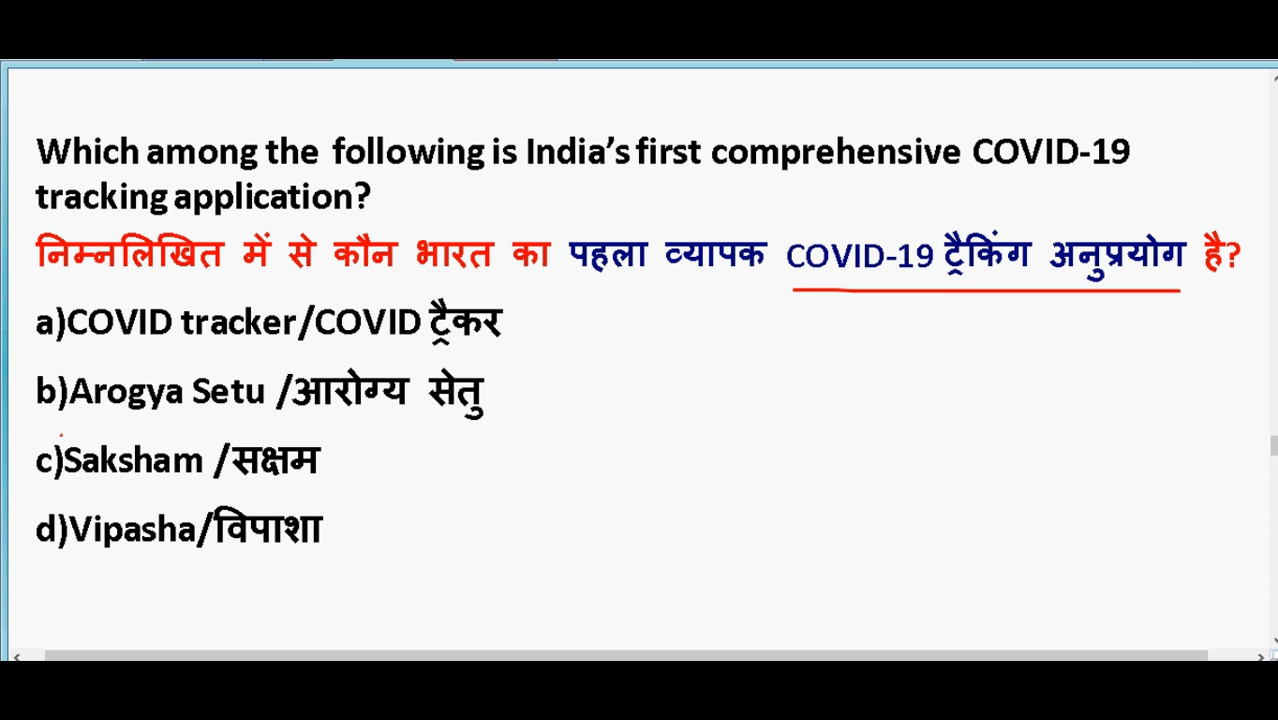 Which among the following is India's first comprehensive COVID-19
tracking application?
निम्नलिखित में से कौन भारत का पहला व्यापक COVID-19 ट्रैकिंग अनुप्रयोग है?
a)COVID tracker/COVID ट्रैकर
b)Arogya Setu /आरोग्य सेतु
c)Saksham /सक्षम
d)Vipasha/विपाशा